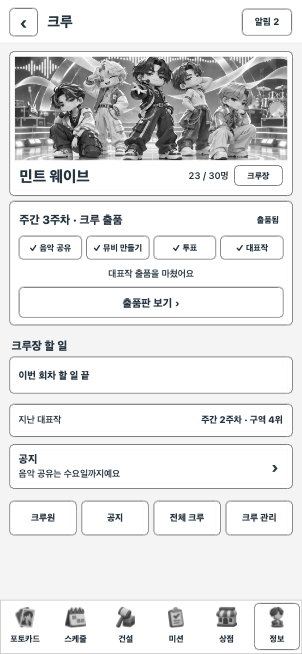 ‹ 크루 알림 2
민트 웨이브 23 / 30명 크루장
주간 3주차 · 크루 출품 출품됨
✓ 음악 공유 ✓ 뮤비 만들기 ✓ 투표 ✓ 대표작
대표작 출품을 마쳤어요
출품판 보기 ›
크루장 할 일
이번 회차 할 일 끝
지난 대표작 주간 2주차 · 구역 4위
공지
음악 공유는 수요일까지예요 ›
크루원 공지 전체 크루 크루 관리
포토카드 스케줄 건설 미션 상점 정보